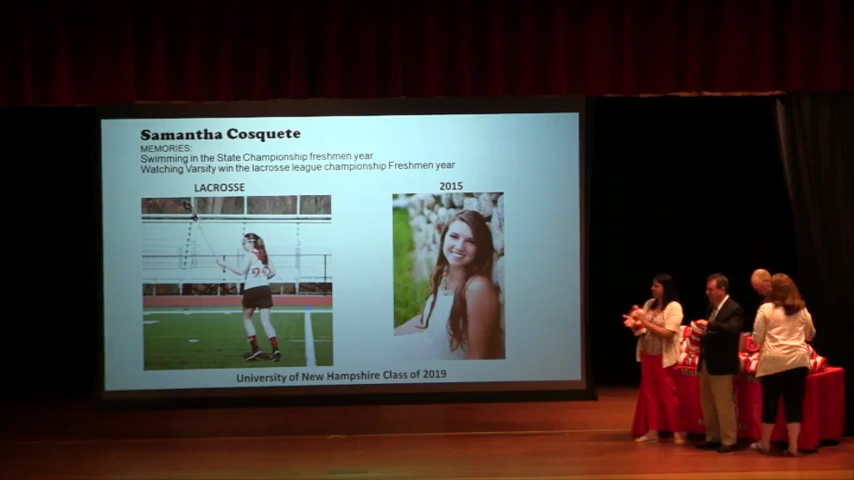 Samantha Cosquete
MEMORIES:
Swimming in the State Championship freshmen year
Watching Varsity win the lacrosse league championship Freshmen year
LACROSSE
2015
University of New Hampshire Class of 2019